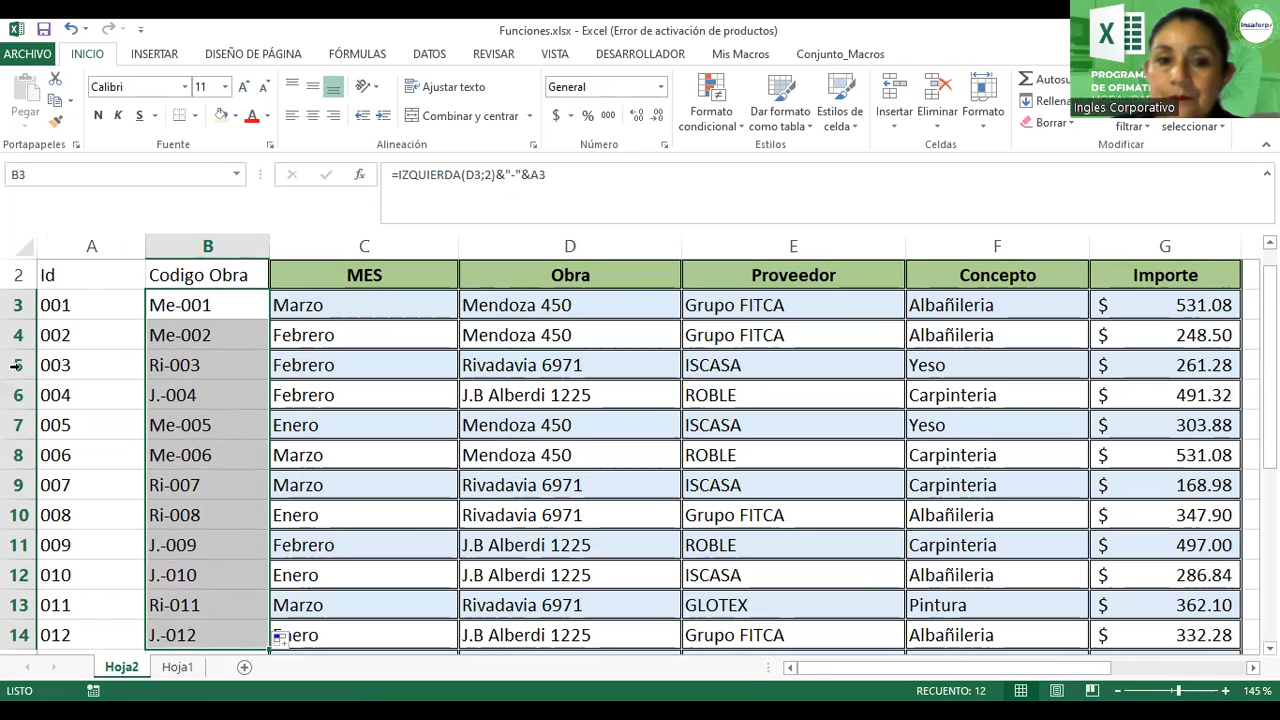 Funciones.xlsx - Excel (Error de activación de productos)
ARCHIVO INICIO INSERTAR DISEÑO DE PÁGINA FÓRMULAS DATOS REVISAR VISTA DESARROLLADOR Mis Macros Conjunto_Macros
Insaforp
PROGRAMA
DE OFIMÁT
Ingles Corporativo
Pegar
Portapapeles
Calibri 11
N K S
Fuente
Ajustar texto
Combinar y centrar
Alineación
General
$ % 000
Número
Formato condicional
Dar formato como tabla
Estilos de celda
Estilos
Insertar Eliminar Formato
Celdas
Autosu
Rellena
Borrar
filtrar seleccionar
Modificar
B3 fx =IZQUIERDA(D3;2)&"-"&A3
A B C D E F G
2 Id Codigo Obra MES Obra Proveedor Concepto Importe
3 001 Me-001 Marzo Mendoza 450 Grupo FITCA Albañileria $ 531.08
4 002 Me-002 Febrero Mendoza 450 Grupo FITCA Albañileria $ 248.50
5 003 Ri-003 Febrero Rivadavia 6971 ISCASA Yeso $ 261.28
6 004 J.-004 Febrero J.B Alberdi 1225 ROBLE Carpinteria $ 491.32
7 005 Me-005 Enero Mendoza 450 ISCASA Yeso $ 303.88
8 006 Me-006 Marzo Mendoza 450 ROBLE Carpinteria $ 531.08
9 007 Ri-007 Marzo Rivadavia 6971 ISCASA Carpinteria $ 168.98
10 008 Ri-008 Enero Rivadavia 6971 Grupo FITCA Albañileria $ 347.90
11 009 J.-009 Febrero J.B Alberdi 1225 ROBLE Carpinteria $ 497.00
12 010 J.-010 Enero J.B Alberdi 1225 ISCASA Albañileria $ 286.84
13 011 Ri-011 Marzo Rivadavia 6971 GLOTEX Pintura $ 362.10
14 012 J.-012 Enero J.B Alberdi 1225 Grupo FITCA Albañileria $ 332.28
Hoja2 Hoja1
LISTO RECUENTO: 12 145 %